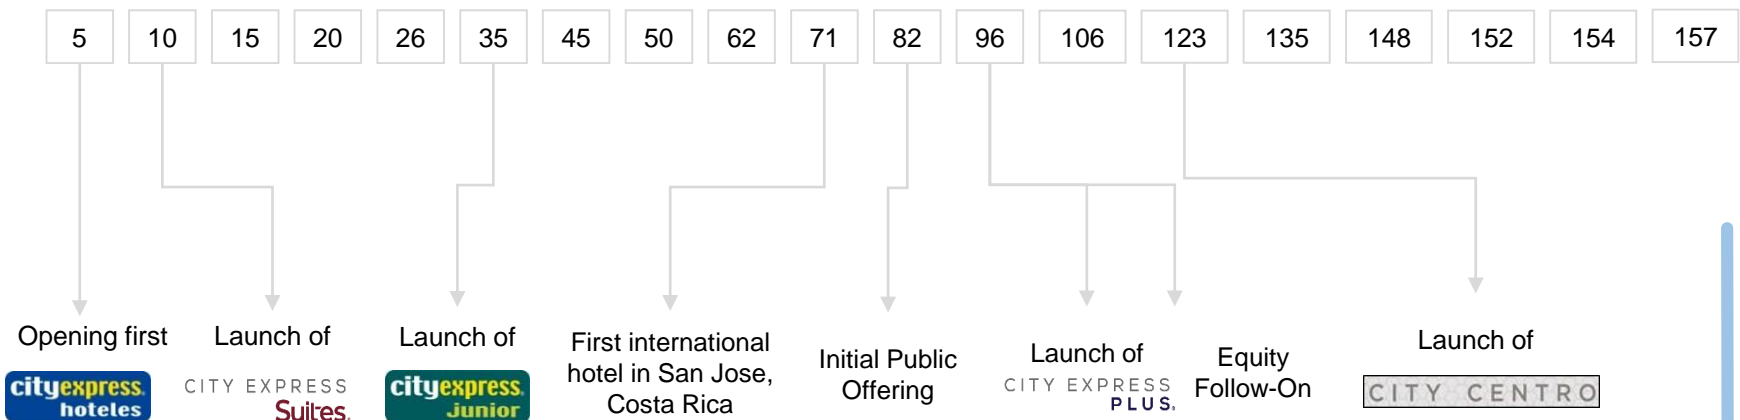 5 10 15 20 26 35 45 50 62 71 82 96 106 123 135 148 152 154 157
Opening first
cityexpress.
hoteles
Launch of
CITY EXPRESS
Suites.
Launch of
cityexpress.
Junior
First international
hotel in San Jose,
Costa Rica
Initial Public
Offering
Launch of
CITY EXPRESS
PLUS.
Equity
Follow-On
Launch of
CITY CENTRO